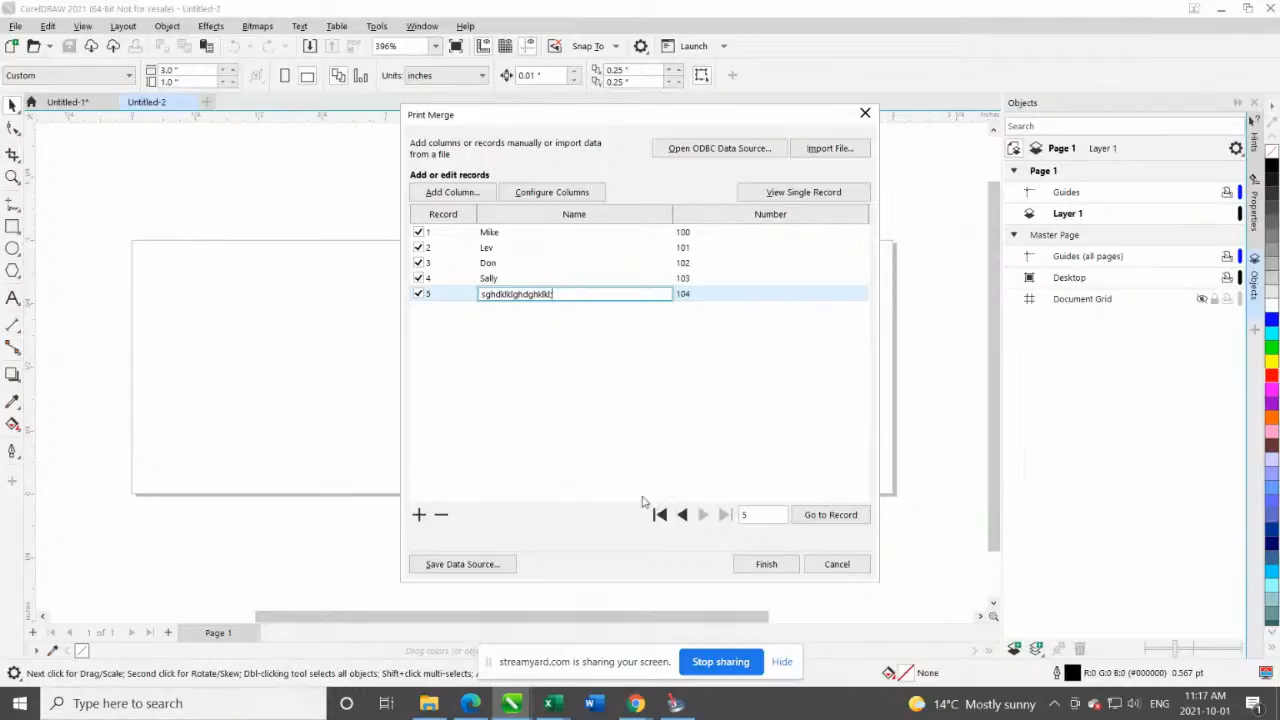 CorelDRAW 2021 (64-Bit Not for resale) - Untitled-2
File Edit View Layout Object Effects Bitmaps Text Table Tools Window Help
396% Snap To Launch
Custom 3.0 " 1.0 " Units: inches 0.01 " 0.25 " 0.25 "
Untitled-1* Untitled-2
Print Merge
Add columns or records manually or import data
from a file
Open ODBC Data Source... Import File...
Add or edit records
Add Column... Configure Columns View Single Record
Record Name Number
1 Mike 100
2 Lev 101
3 Don 102
4 Sally 103
5 104
5 Go to Record
Save Data Source... Finish Cancel
Objects
Search
Page 1 Layer 1
Page 1
Guides
Layer 1
Master Page
Guides (all pages)
Desktop
Document Grid
Hints
Properties
Objects
1 of 1 Page 1
streamyard.com is sharing your screen. Stop sharing Hide
Next click for Drag/Scale; Second click for Rotate/Skew; Dbl-clicking tool selects all objects; Shift+click multi-selects;
None R:0 G:0 B:0 (#000000) 0.567 pt
Type here to search
14°C Mostly sunny ENG 11:17 AM
2021-10-01